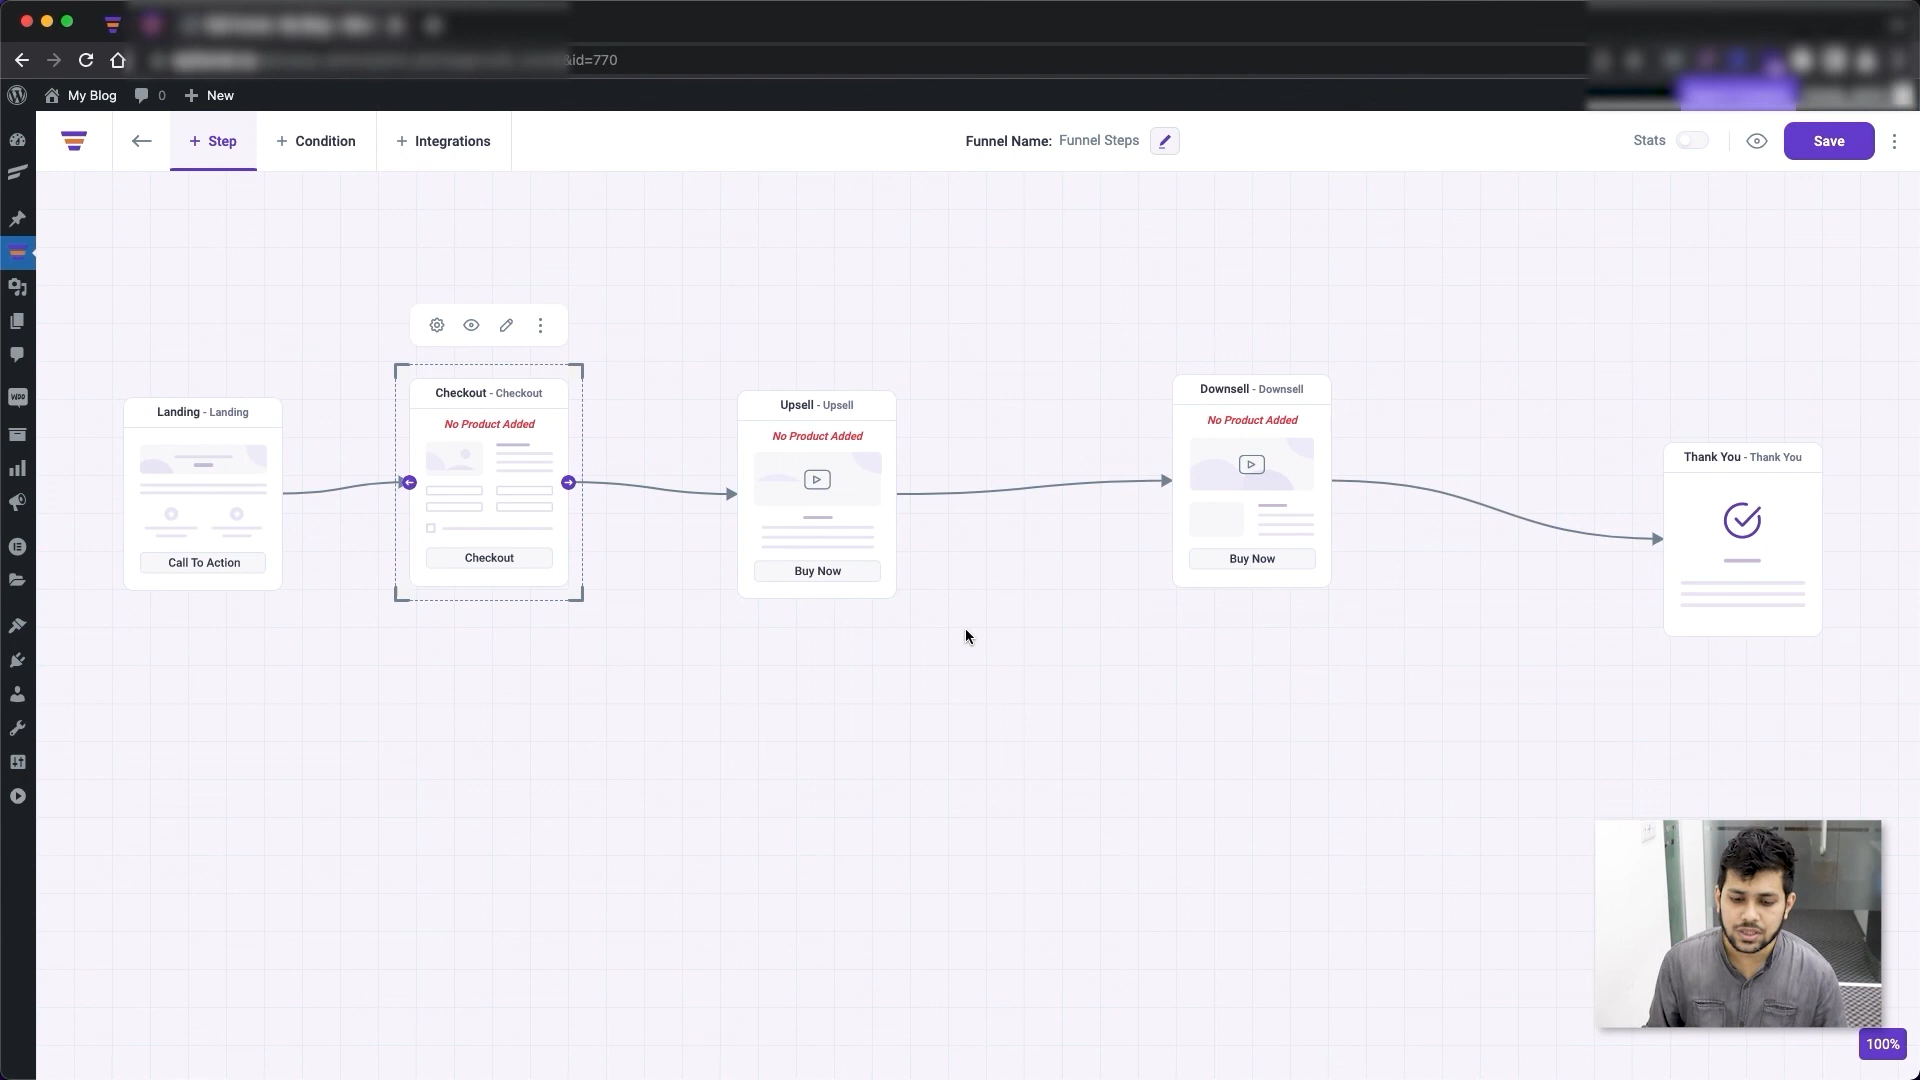 &id=770
My Blog
0
New
Step
Condition
Integrations
Funnel Name: Funnel Steps
Stats
Save
Landing - Landing
Call To Action
Checkout - Checkout
No Product Added
Checkout
Upsell - Upsell
No Product Added
Buy Now
Downsell - Downsell
No Product Added
Buy Now
Thank You - Thank You
WOO
100%